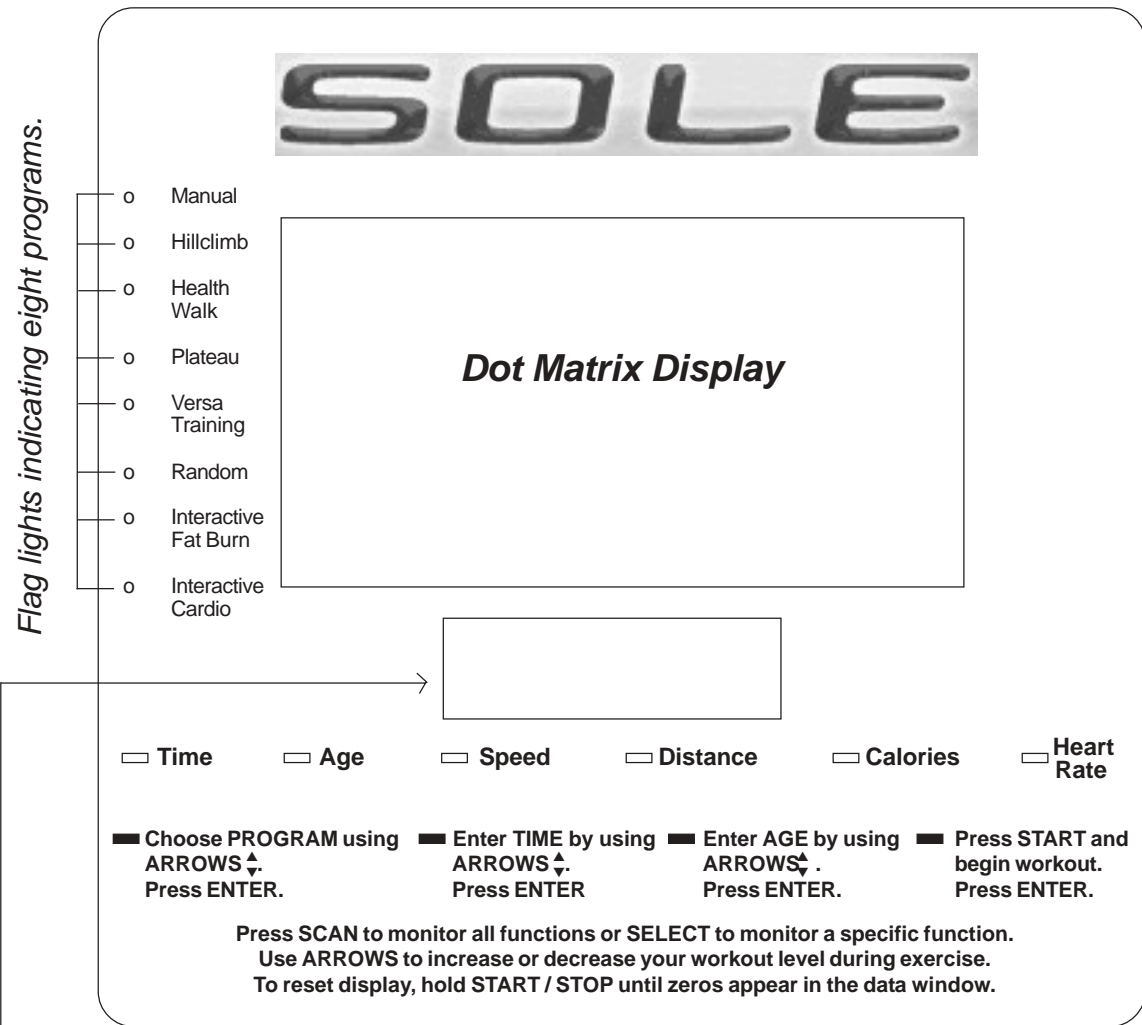 SOLE
Flag lights indicating eight programs.
o Manual
o Hillclimb
o Health
Walk
o Plateau
o Versa
Training
o Random
o Interactive
Fat Burn
o Interactive
Cardio
Dot Matrix Display
Time Age Speed Distance Calories Heart
Rate
Choose PROGRAM using
ARROWS .
Press ENTER.
Enter TIME by using
ARROWS .
Press ENTER
Enter AGE by using
ARROWS .
Press ENTER.
Press START and
begin workout.
Press ENTER.
Press SCAN to monitor all functions or SELECT to monitor a specific function.
Use ARROWS to increase or decrease your workout level during exercise.
To reset display, hold START / STOP until zeros appear in the data window.